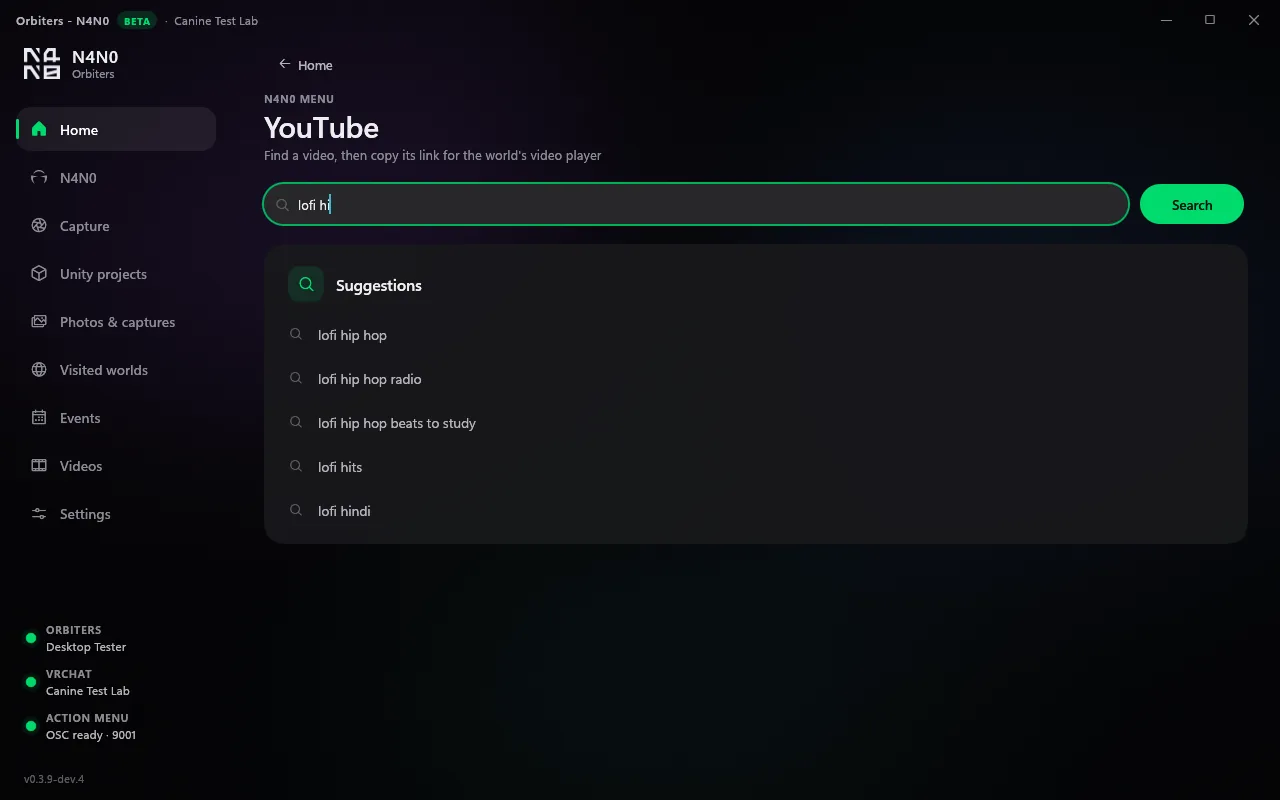 Orbiters - N4N0 BETA · Canine Test Lab
N4N0
Orbiters
Home
N4N0
Capture
Unity projects
Photos & captures
Visited worlds
Events
Videos
Settings
ORBITERS
Desktop Tester
VRCHAT
Canine Test Lab
ACTION MENU
OSC ready · 9001
v0.3.9-dev.4
Home
N4N0 MENU
YouTube
Find a video, then copy its link for the world's video player
lofi hi
Search
Suggestions
lofi hip hop
lofi hip hop radio
lofi hip hop beats to study
lofi hits
lofi hindi